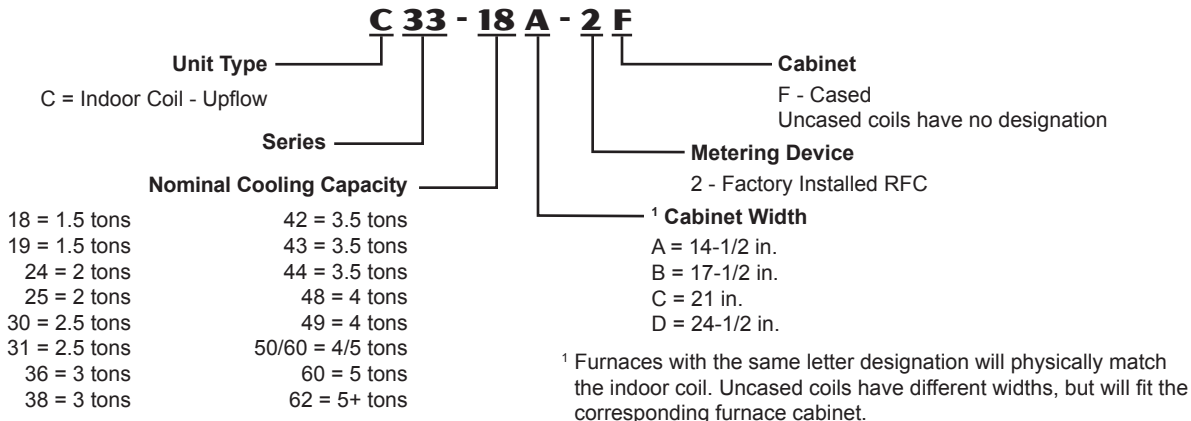 C 33 - 18 A - 2 F
Unit Type
C = Indoor Coil - Upflow
Series
Nominal Cooling Capacity
18 = 1.5 tons
19 = 1.5 tons
24 = 2 tons
25 = 2 tons
30 = 2.5 tons
31 = 2.5 tons
36 = 3 tons
38 = 3 tons
42 = 3.5 tons
43 = 3.5 tons
44 = 3.5 tons
48 = 4 tons
49 = 4 tons
50/60 = 4/5 tons
60 = 5 tons
62 = 5+ tons
Cabinet
F - Cased
Uncased coils have no designation
Metering Device
2 - Factory Installed RFC
1 Cabinet Width
A = 14-1/2 in.
B = 17-1/2 in.
C = 21 in.
D = 24-1/2 in.
1 Furnaces with the same letter designation will physically match
the indoor coil. Uncased coils have different widths, but will fit the
corresponding furnace cabinet.